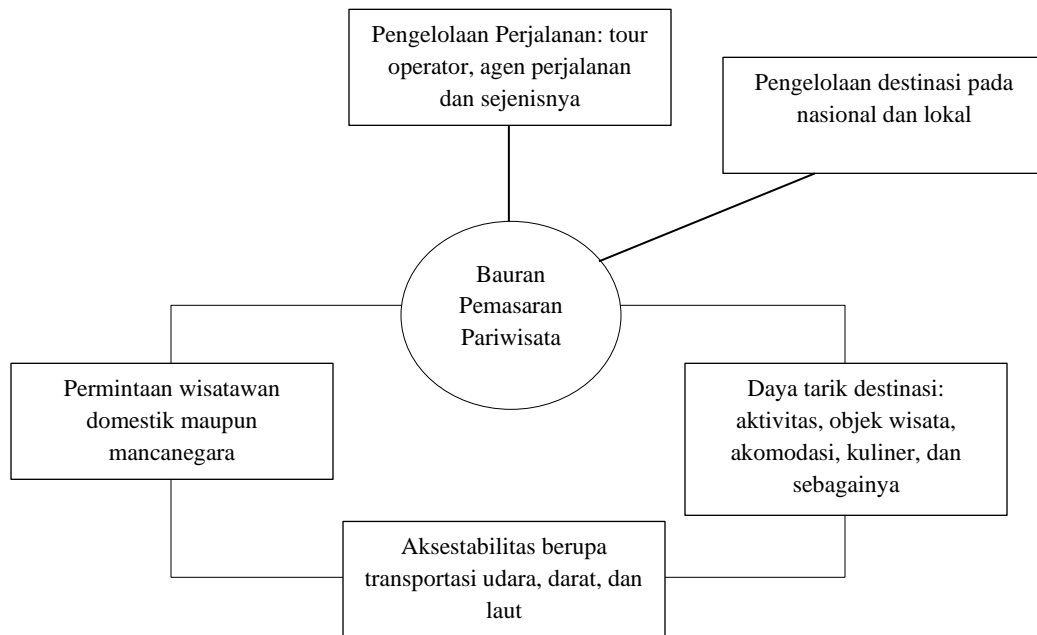 Pengelolaan Perjalanan: tour
operator, agen perjalanan
dan sejenisnya
Pengelolaan destinasi pada
nasional dan lokal
Bauran
Pemasaran
Pariwisata
Permintaan wisatawan
domestik maupun
mancanegara
Daya tarik destinasi:
aktivitas, objek wisata,
akomodasi, kuliner, dan
sebagainya
Aksestabilitas berupa
transportasi udara, darat, dan
laut